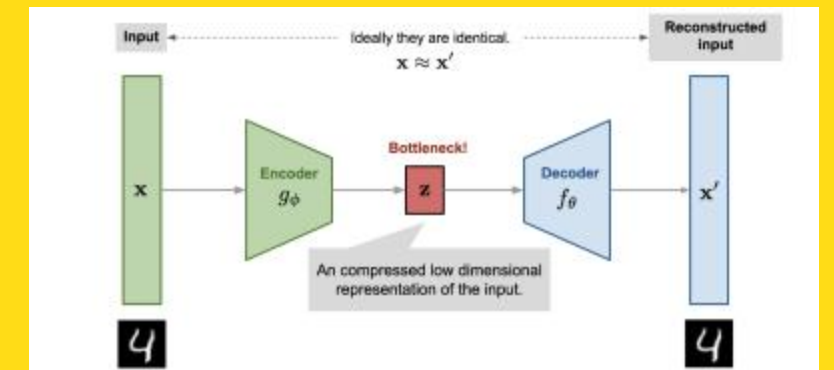 Input
Ideally they are identical.
x ≈ x′
Reconstructed
input
Bottleneck!
Encoder
gϕ
x
z
Decoder
fθ
x′
An compressed low dimensional
representation of the input.
4
4